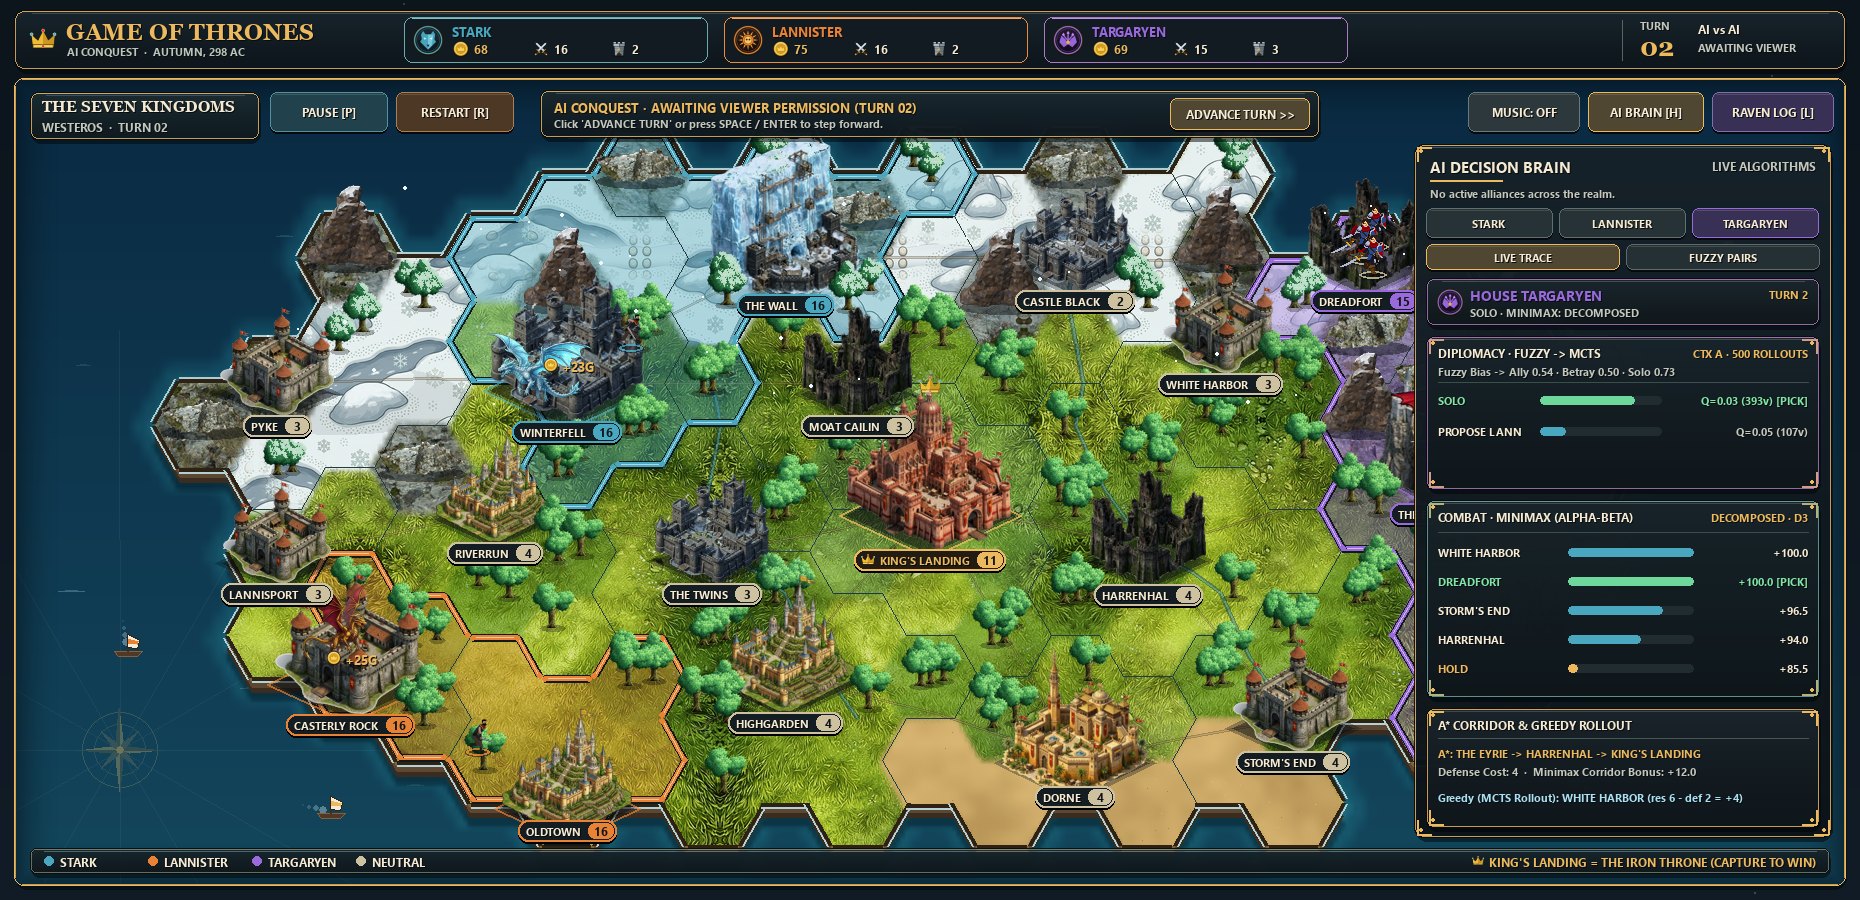 GAME OF THRONES
AI CONQUEST · AUTUMN, 298 AC
STARK
68 16 2
LANNISTER
75 16 2
TARGARYEN
69 15 3
TURN
02
AI vs AI
AWAITING VIEWER
THE SEVEN KINGDOMS
WESTEROS · TURN 02
PAUSE [P]
RESTART [R]
AI CONQUEST · AWAITING VIEWER PERMISSION (TURN 02)
Click 'ADVANCE TURN' or press SPACE / ENTER to step forward.
ADVANCE TURN >>
MUSIC: OFF
AI BRAIN [H]
RAVEN LOG [L]
THE WALL 16
CASTLE BLACK 2
DREADFORT 15
+23G
WHITE HARBOR 3
PYKE 3
WINTERFELL 16
MOAT CAILIN 3
RIVERRUN 4
KING'S LANDING 11
LANNISPORT 3
THE TWINS 3
HARRENHAL 4
+25G
CASTERLY ROCK 16
HIGHGARDEN 4
STORM'S END 4
DORNE 4
OLDTOWN 16
AI DECISION BRAIN
LIVE ALGORITHMS
No active alliances across the realm.
STARK
LANNISTER
TARGARYEN
LIVE TRACE
FUZZY PAIRS
HOUSE TARGARYEN
TURN 2
SOLO · MINIMAX: DECOMPOSED
DIPLOMACY · FUZZY -> MCTS
CTX A · 500 ROLLOUTS
Fuzzy Bias -> Ally 0.54 · Betray 0.50 · Solo 0.73
SOLO Q=0.03 (393v) [PICK]
PROPOSE LANN Q=0.05 (107v)
COMBAT · MINIMAX (ALPHA-BETA)
DECOMPOSED · D3
WHITE HARBOR +100.0
DREADFORT +100.0 [PICK]
STORM'S END +96.5
HARRENHAL +94.0
HOLD +85.5
A* CORRIDOR & GREEDY ROLLOUT
A*: THE EYRIE -> HARRENHAL -> KING'S LANDING
Defense Cost: 4 · Minimax Corridor Bonus: +12.0
Greedy (MCTS Rollout): WHITE HARBOR (res 6 - def 2 = +4)
STARK
LANNISTER
TARGARYEN
NEUTRAL
KING'S LANDING = THE IRON THRONE (CAPTURE TO WIN)